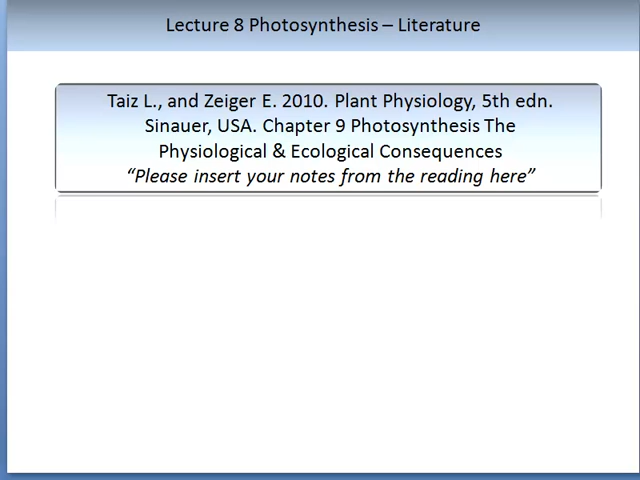 Lecture 8 Photosynthesis – Literature
Taiz L., and Zeiger E. 2010. Plant Physiology, 5th edn.
Sinauer, USA. Chapter 9 Photosynthesis The
Physiological & Ecological Consequences
“Please insert your notes from the reading here”